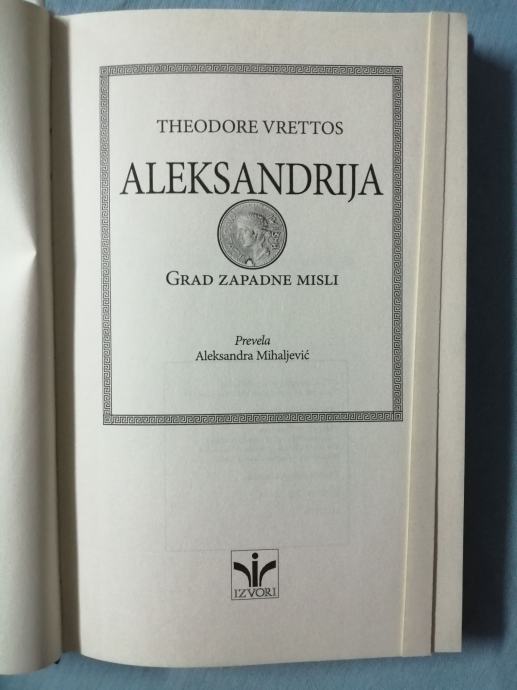 THEODORE VRETTOS
ALEKSANDRIJA
GRAD ZAPADNE MISLI
Prevela
Aleksandra Mihaljević
IZVORI